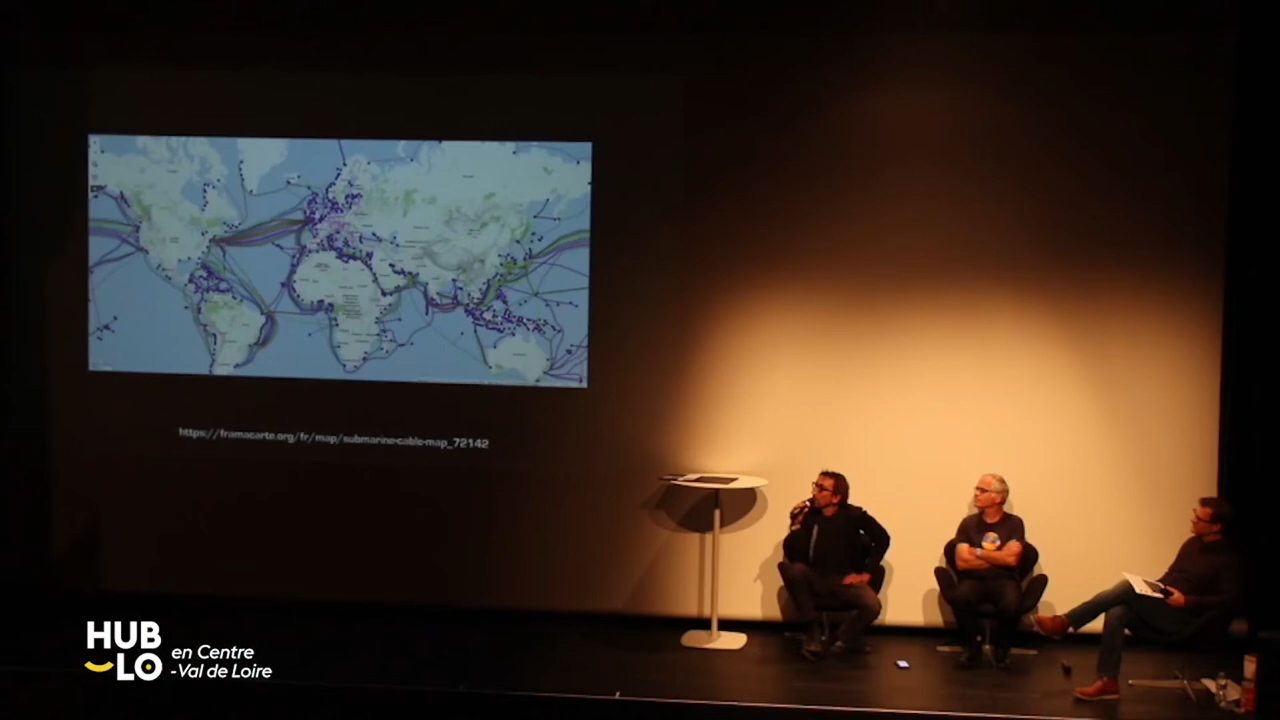 https://framacarte.org/fr/map/submarine-cable-map_72142
HUB
LO
en Centre
-Val de Loire